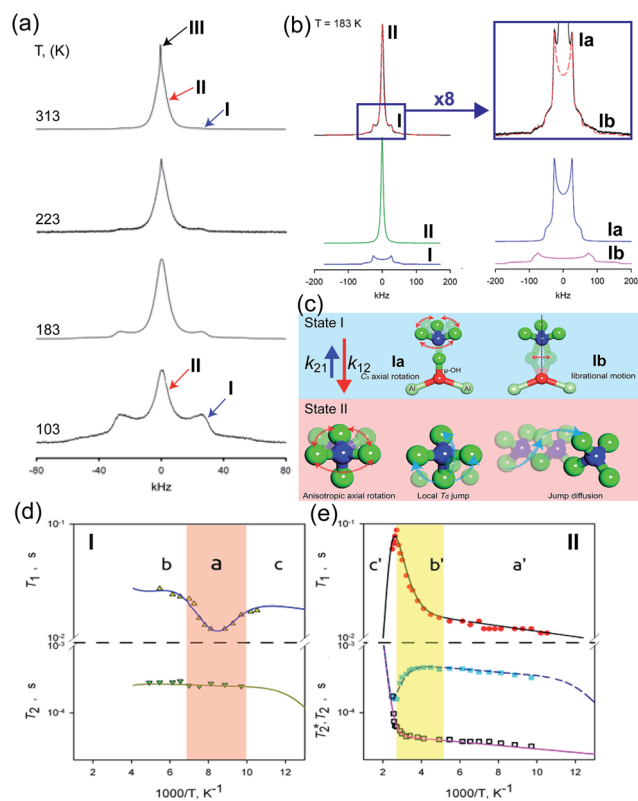 (a)
T, (K)
III
II
I
313
223
183
103
II
I
-80 -40 0 40 80
kHz
(b)
T = 183 K
II
I
x8
Ia
Ib
II
I
Ia
Ib
-200 -100 0 100 200
kHz
-200 -100 0 100 200
kHz
(c)
State I
k21 k12
Ia
C3 axial rotation
μ-OH
Al Al
Ib
librational motion
State II
Anisotropic axial rotation
Local Td jump
Jump diffusion
(d)
I
b a c
10-1
T1, s
10-2
10-3
T2, s
10-4
2 4 6 8 10 12
1000/T, K-1
(e)
II
c' b' a'
10-1
T1, s
10-2
10-3
T2*, T2, s
10-4
2 4 6 8 10 12
1000/T, K-1